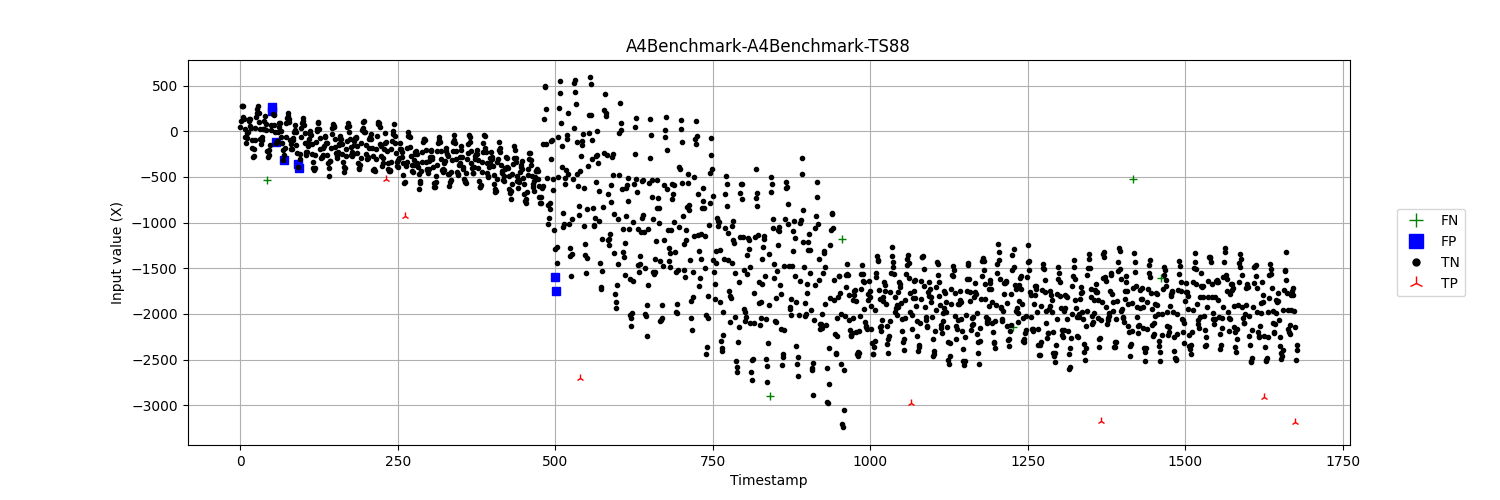 A4Benchmark-A4Benchmark-TS88
Input value (X)
500
0
−500
−1000
−1500
−2000
−2500
−3000
0
250
500
750
1000
1250
1500
1750
Timestamp
FN
FP
TN
TP